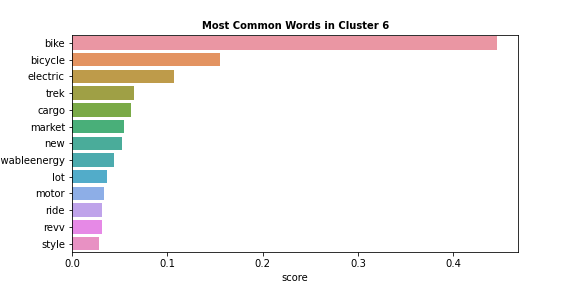 Most Common Words in Cluster 6
bike
bicycle
electric
trek
cargo
market
new
wableenergy
lot
motor
ride
revv
style
0.0 0.1 0.2 0.3 0.4
score